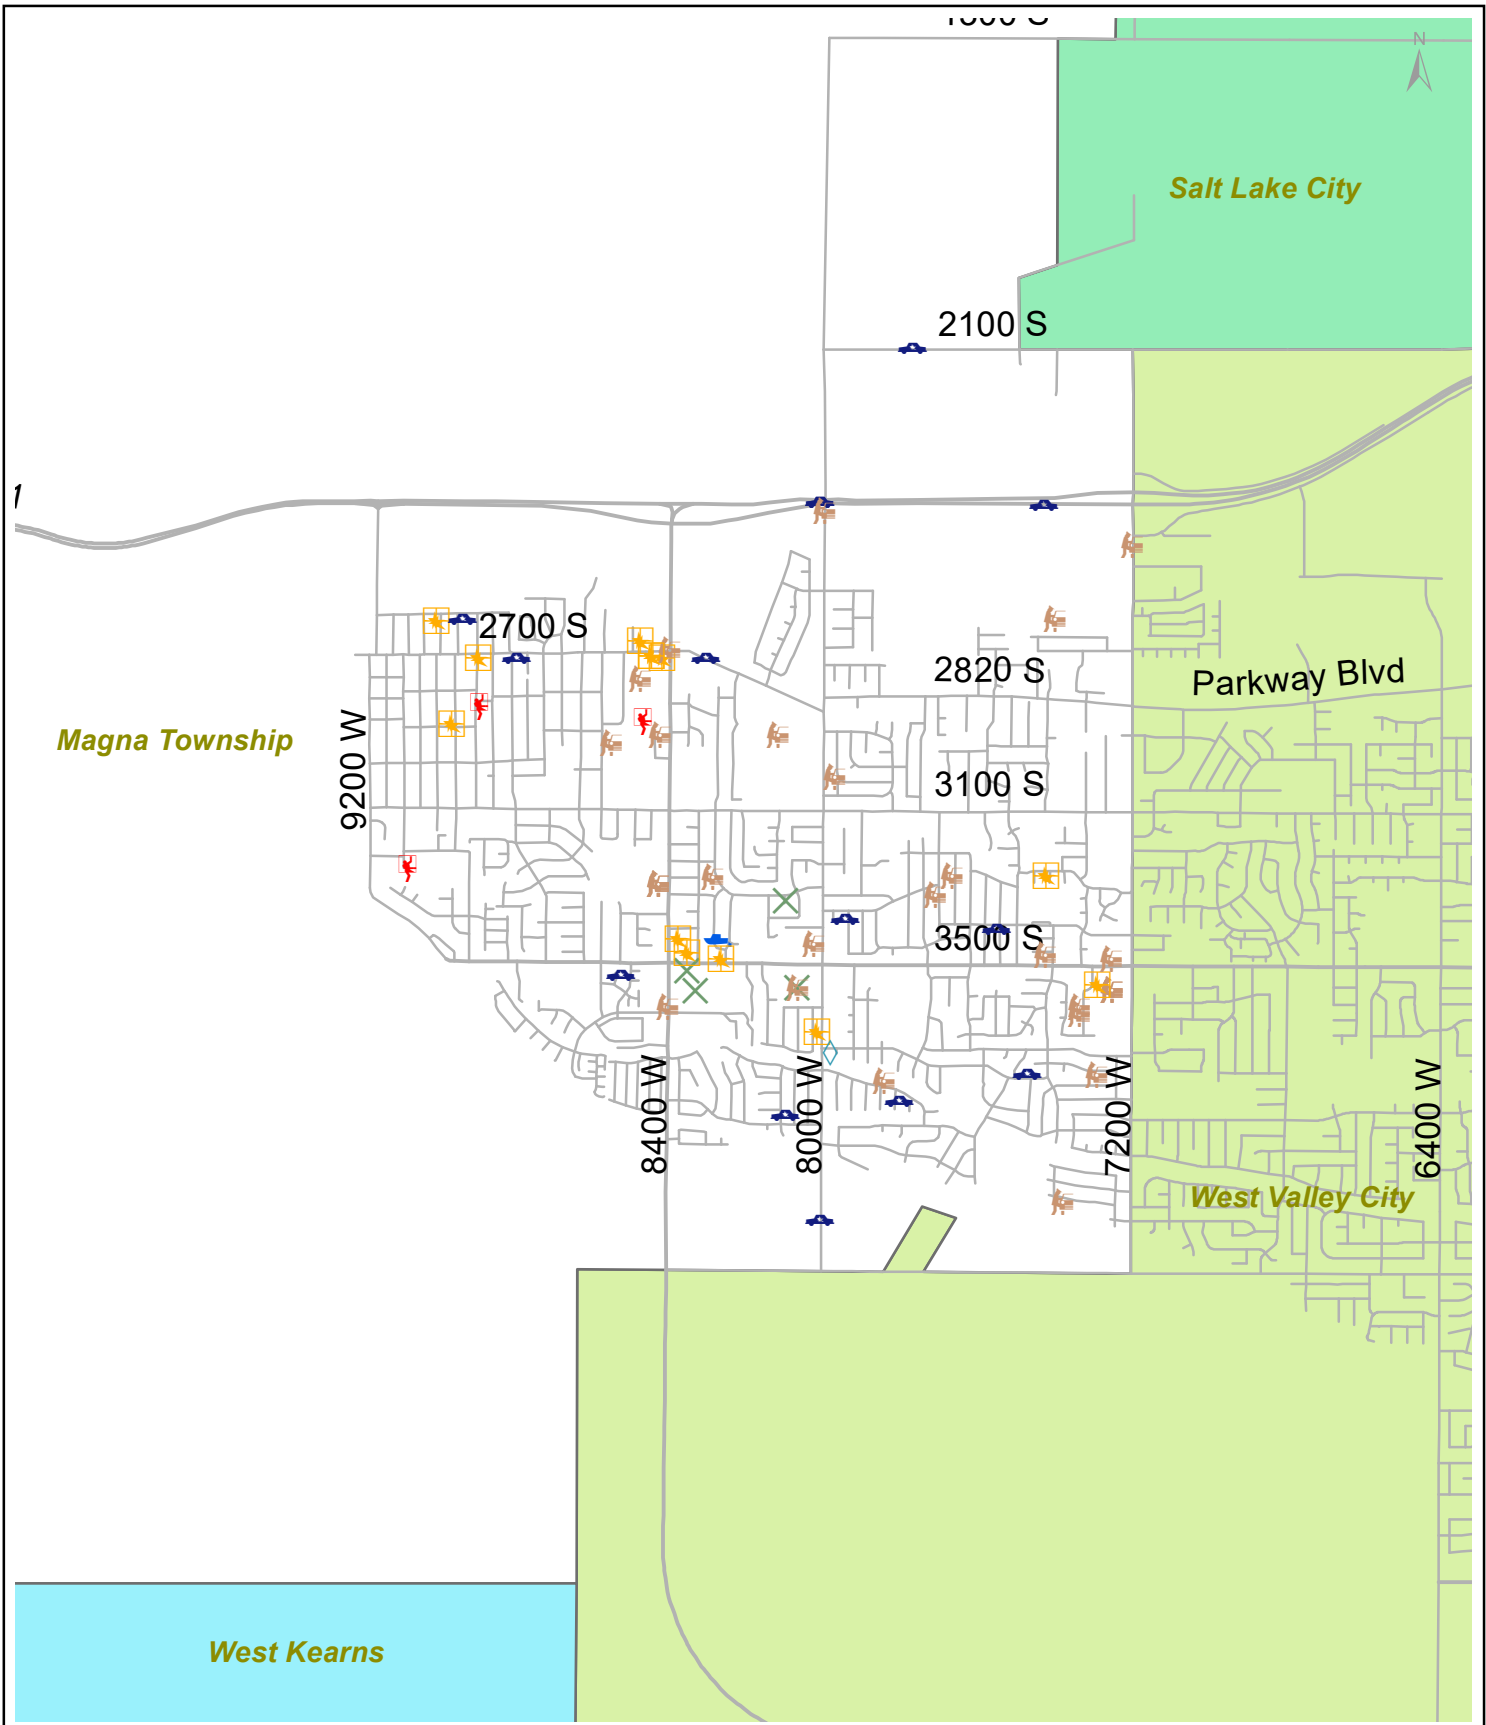 N
Salt Lake City
2100 S
2700 S
2820 S
Parkway Blvd
Magna Township
9200 W
3100 S
3500 S
8400 W
8000 W
7200 W
6400 W
West Valley City
West Kearns